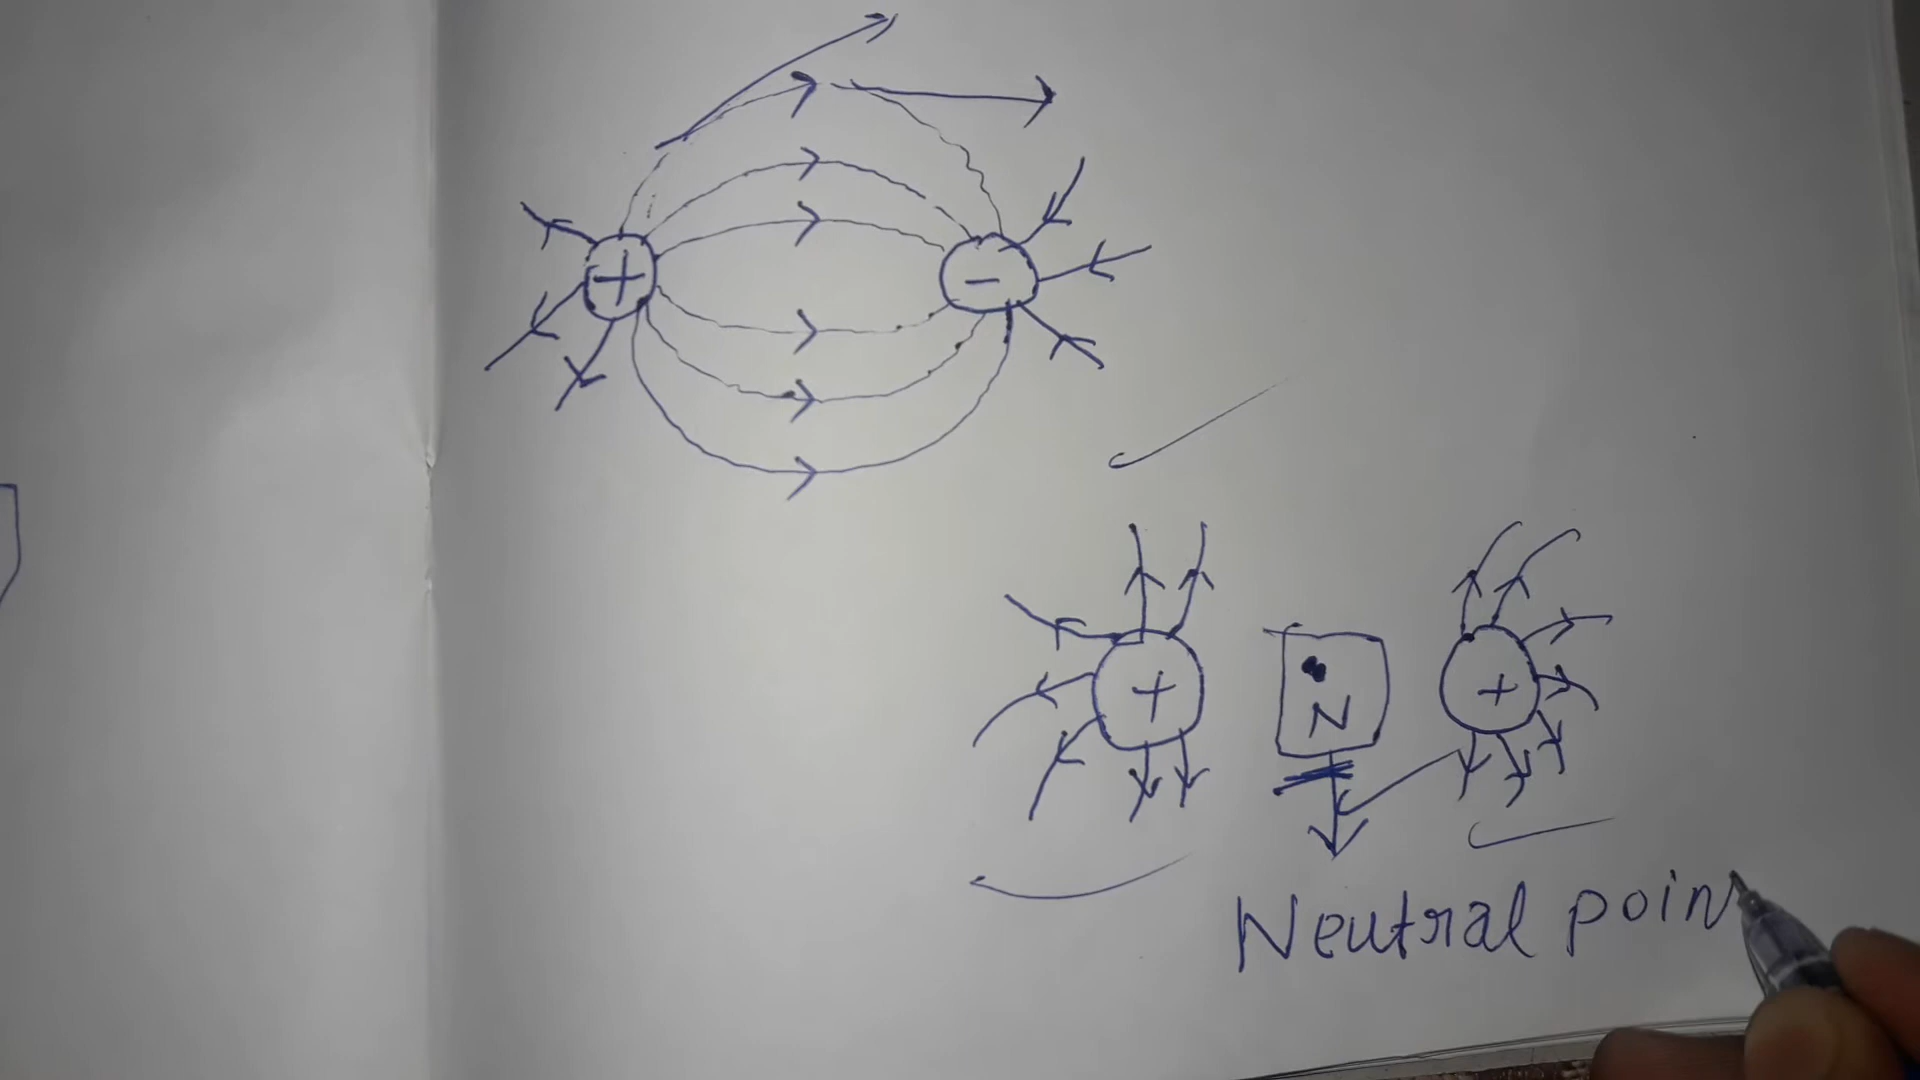 + -
+ N +
Neutral poin